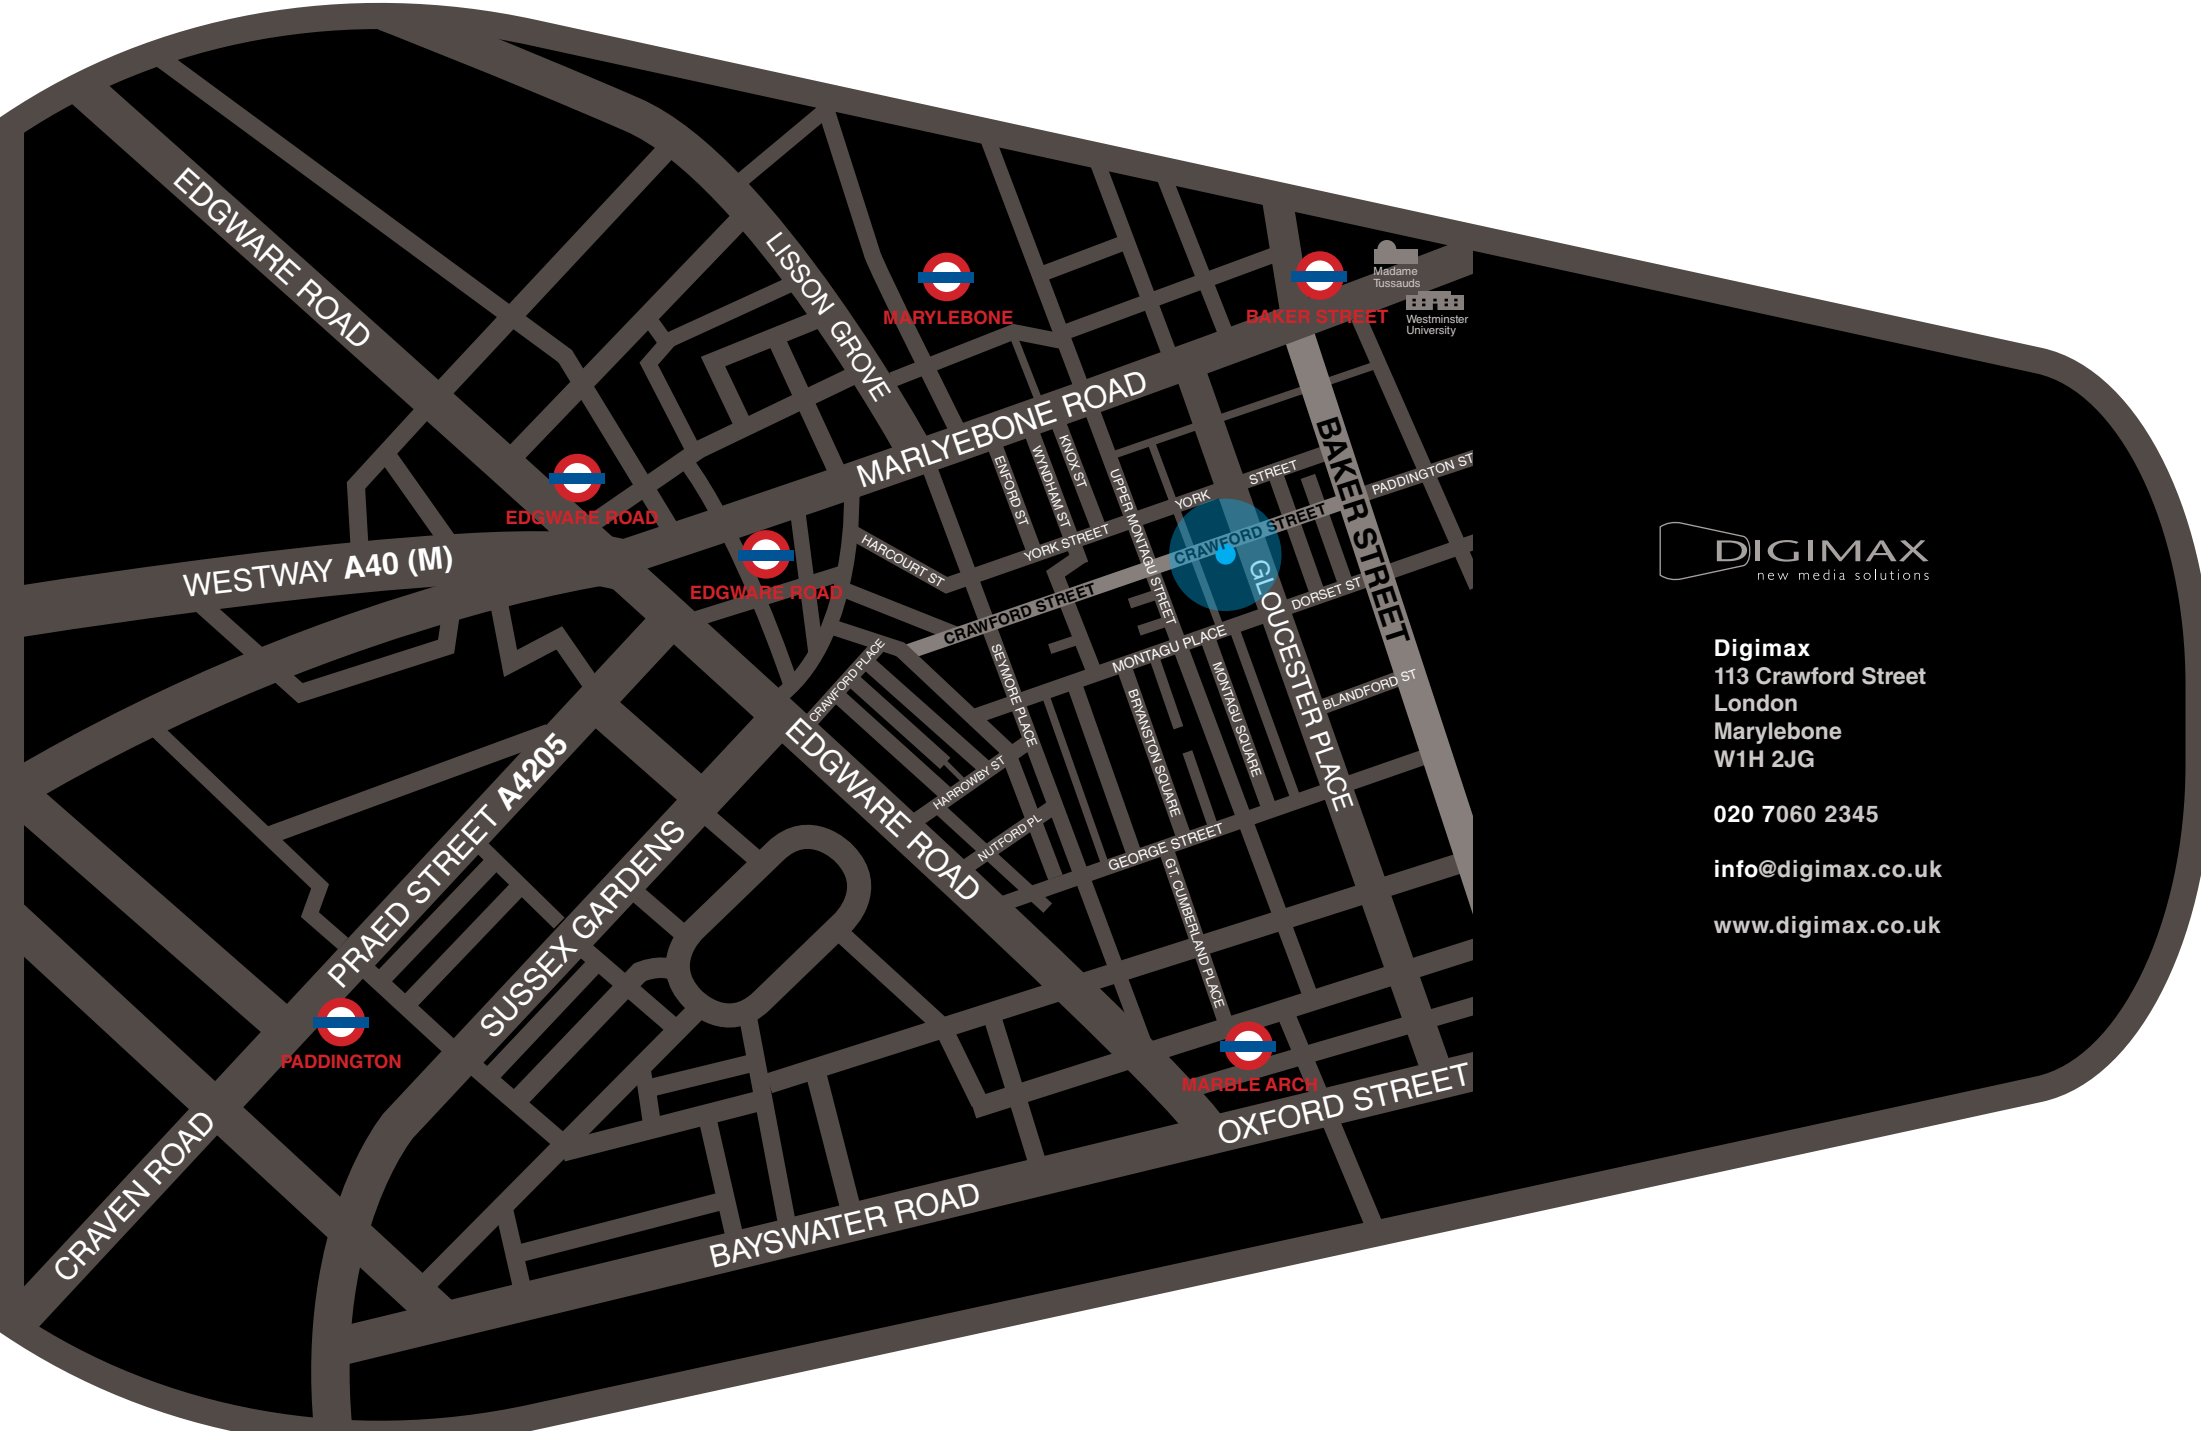 EDGWARE ROAD
LISSON GROVE
MARYLEBONE
BAKER STREET
Madame
Tussauds
Westminster
University
MARLYEBONE ROAD
EDGWARE ROAD
WESTWAY A40 (M)
EDGWARE ROAD
HARCOURT ST
ENFORD ST
WYNDHAM ST
KNOX ST
UPPER MONTAGU STREET
YORK STREET
YORK
STREET
BAKER STREET
PADDINGTON ST
CRAWFORD STREET
CRAWFORD STREET
GLOUCESTER PLACE
DORSET ST
MONTAGU PLACE
SEYMORE PLACE
CRAWFORD PLACE
BRYANSTON SQUARE
MONTAGU SQUARE
BLANDFORD ST
EDGWARE ROAD
HARROWBY ST
NUTFORD PL
GEORGE STREET
GT. CUMBERLAND PLACE
PRAED STREET A4205
SUSSEX GARDENS
PADDINGTON
MARBLE ARCH
OXFORD STREET
CRAVEN ROAD
BAYSWATER ROAD
DIGIMAX
new media solutions
Digimax
113 Crawford Street
London
Marylebone
W1H 2JG
020 7060 2345
info@digimax.co.uk
www.digimax.co.uk